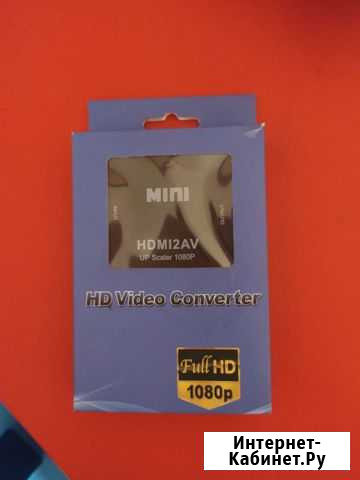 MINI
HDMI2AV
UP Scaler 1080P
HD Video Converter
Full HD
1080p
Интернет-
Кабинет.Ру